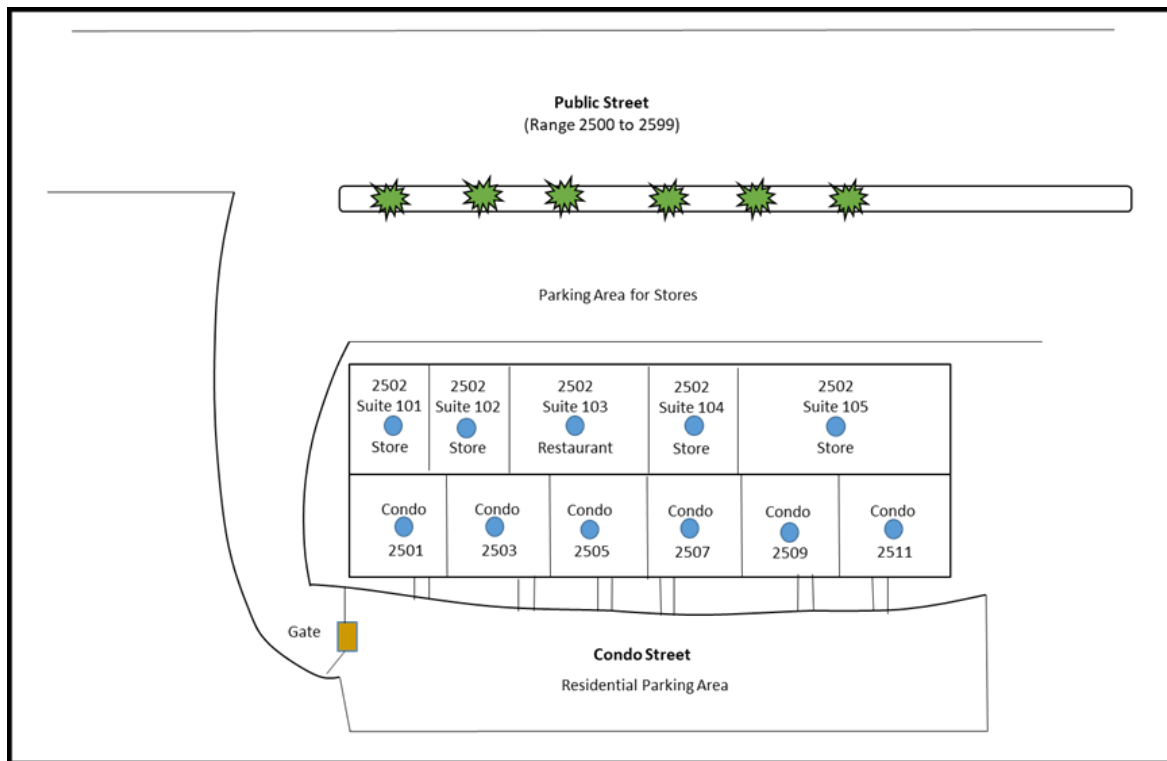 Public Street
(Range 2500 to 2599)
Parking Area for Stores
2502
Suite 101
Store
2502
Suite 102
Store
2502
Suite 103
Restaurant
2502
Suite 104
Store
2502
Suite 105
Store
Condo
2501
Condo
2503
Condo
2505
Condo
2507
Condo
2509
Condo
2511
Gate
Condo Street
Residential Parking Area